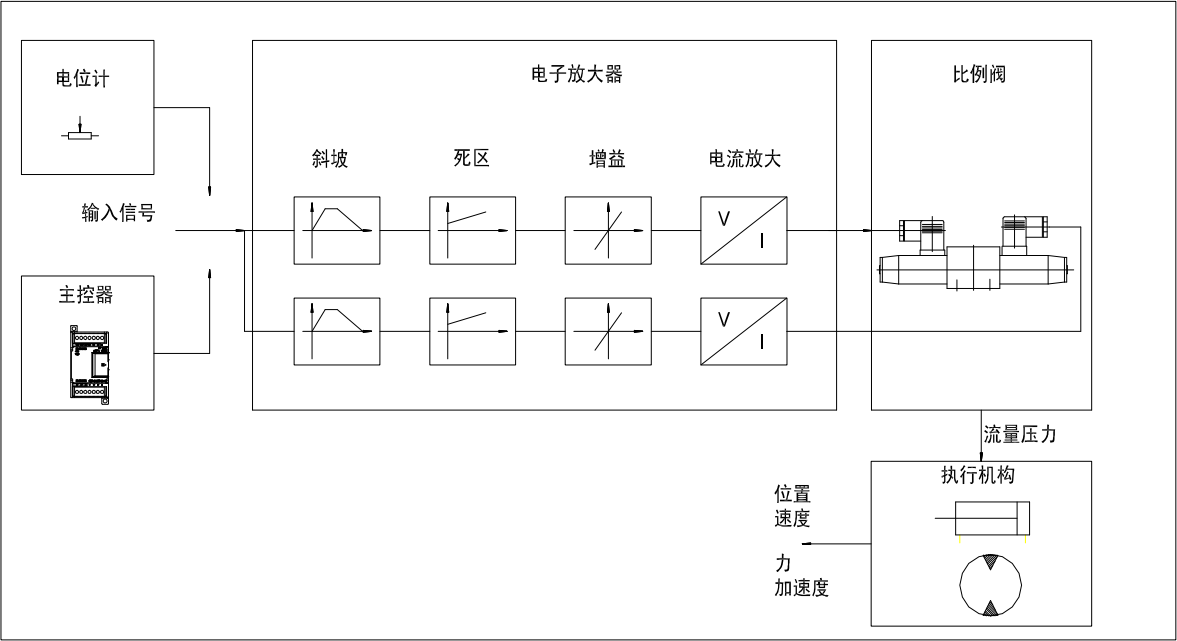 电位计
输入信号
主控器
电子放大器
斜坡
死区
增益
电流放大
V
I
V
I
比例阀
流量压力
执行机构
位置
速度
力
加速度